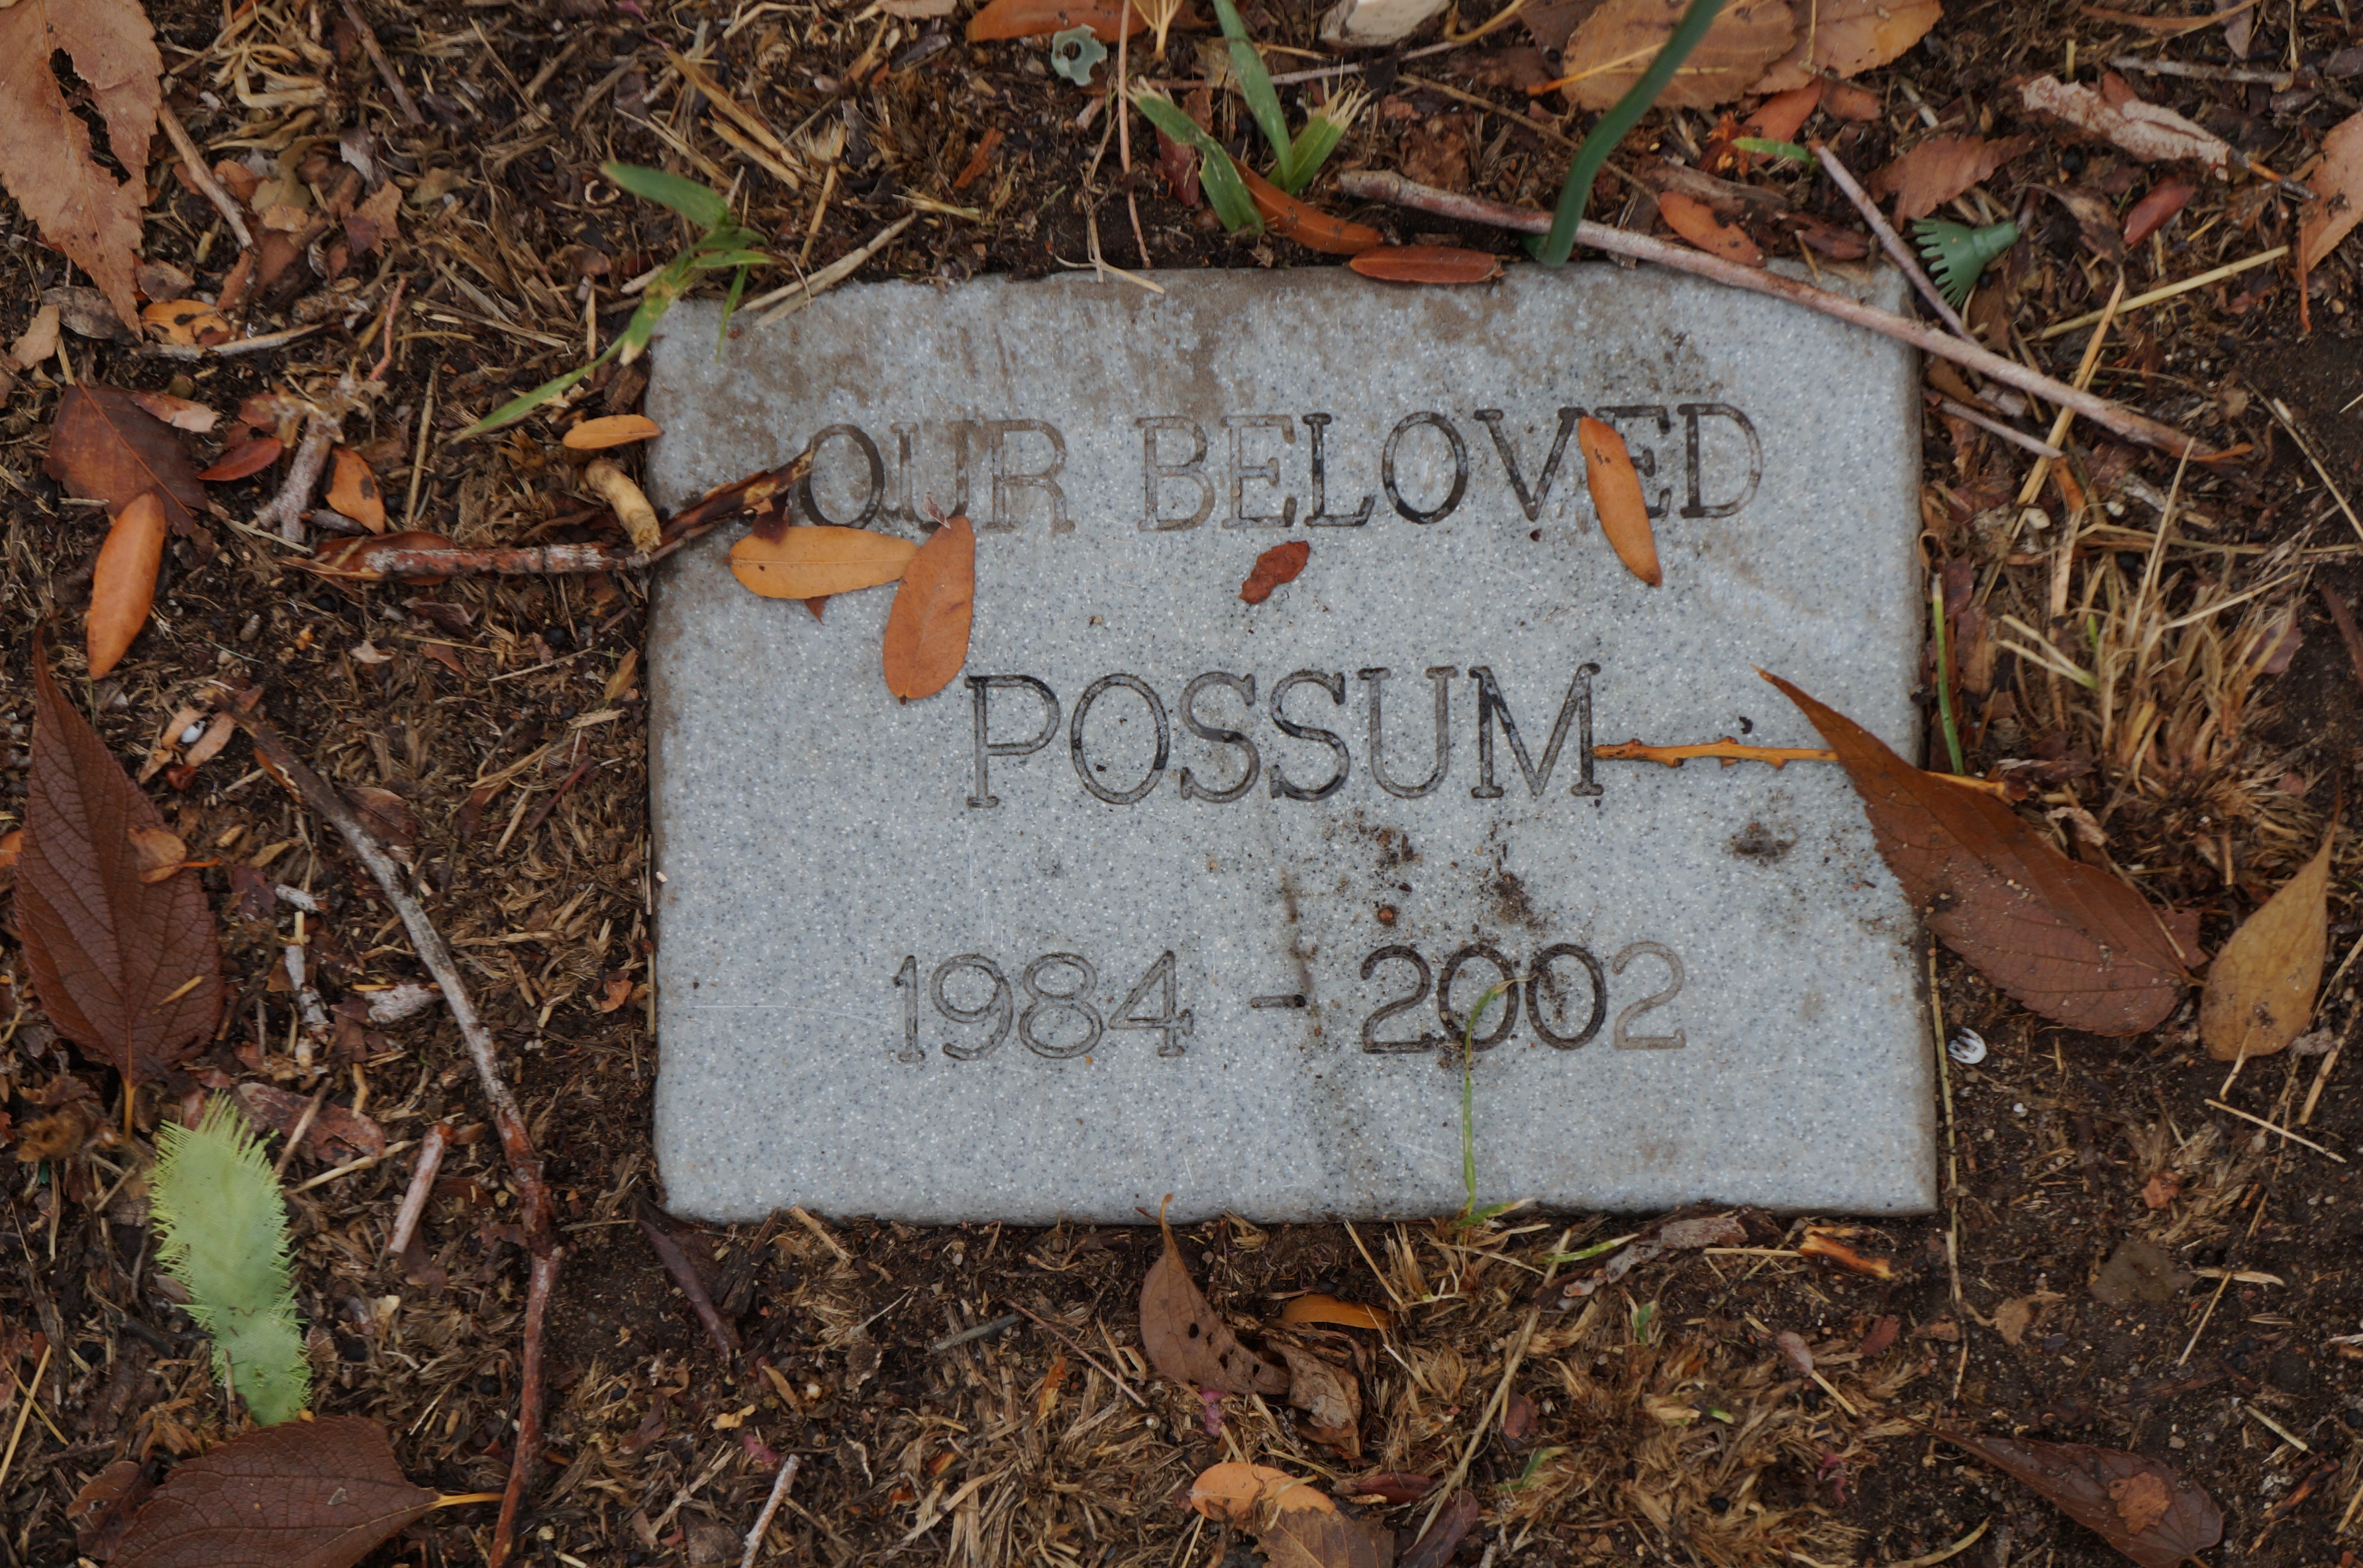 OUR BELOVED
POSSUM
1984 - 2002